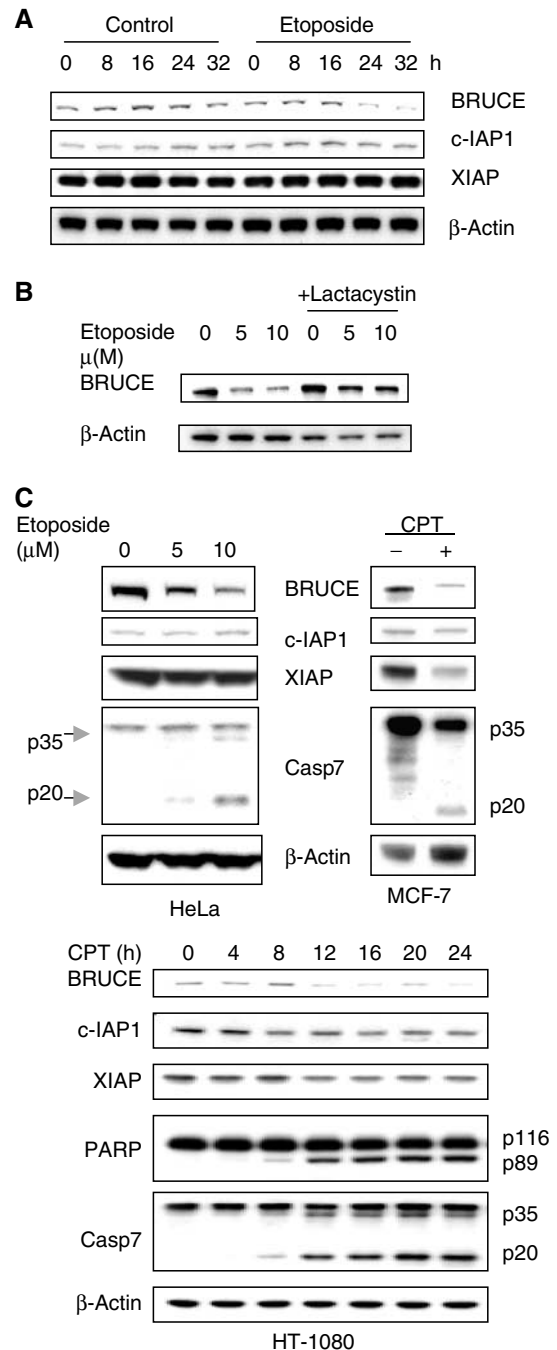 A
Control Etoposide
0 8 16 24 32 0 8 16 24 32 h
BRUCE
c-IAP1
XIAP
β-Actin
B
+Lactacystin
Etoposide 0 5 10 0 5 10
μ(M)
BRUCE
β-Actin
C
Etoposide CPT
(μM) 0 5 10 – +
BRUCE
c-IAP1
XIAP
p35 Casp7 p35
p20 p20
β-Actin
HeLa MCF-7
CPT (h) 0 4 8 12 16 20 24
BRUCE
c-IAP1
XIAP
PARP p116
p89
Casp7 p35
p20
β-Actin
HT-1080